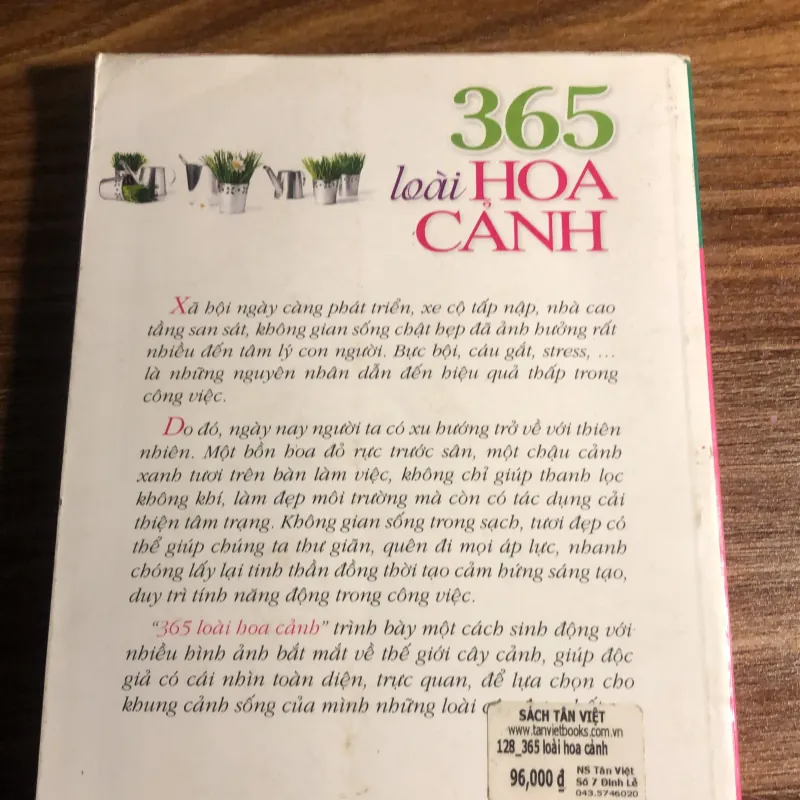 365
loài HOA
CẢNH
Xã hội ngày càng phát triển, xe cộ tấp nập, nhà cao
tầng san sát, không gian sống chật hẹp đã ảnh hưởng rất
nhiều đến tâm lý con người. Bực bội, cáu gắt, stress, ...
là những nguyên nhân dẫn đến hiệu quả thấp trong
công việc.
Do đó, ngày nay người ta có xu hướng trở về với thiên
nhiên. Một bồn hoa đỏ rực trước sân, một chậu cảnh
xanh tươi trên bàn làm việc, không chỉ giúp thanh lọc
không khí, làm đẹp môi trường mà còn có tác dụng cải
thiện tâm trạng. Không gian sống trong sạch, tươi đẹp có
thể giúp chúng ta thư giãn, quên đi mọi áp lực, nhanh
chóng lấy lại tinh thần đồng thời tạo cảm hứng sáng tạo,
duy trì tính năng động trong công việc.
"365 loài hoa cảnh" trình bày một cách sinh động với
nhiều hình ảnh bắt mắt về thế giới cây cảnh, giúp độc
giả có cái nhìn toàn diện, trực quan, để lựa chọn cho
khung cảnh sống của mình những loài
SÁCH TÂN VIỆT
www.tanvietbooks.com.vn
128_365 loài hoa cảnh
96,000 ₫
NS Tân Việt
Số 7 Đinh Lễ
043.5746020